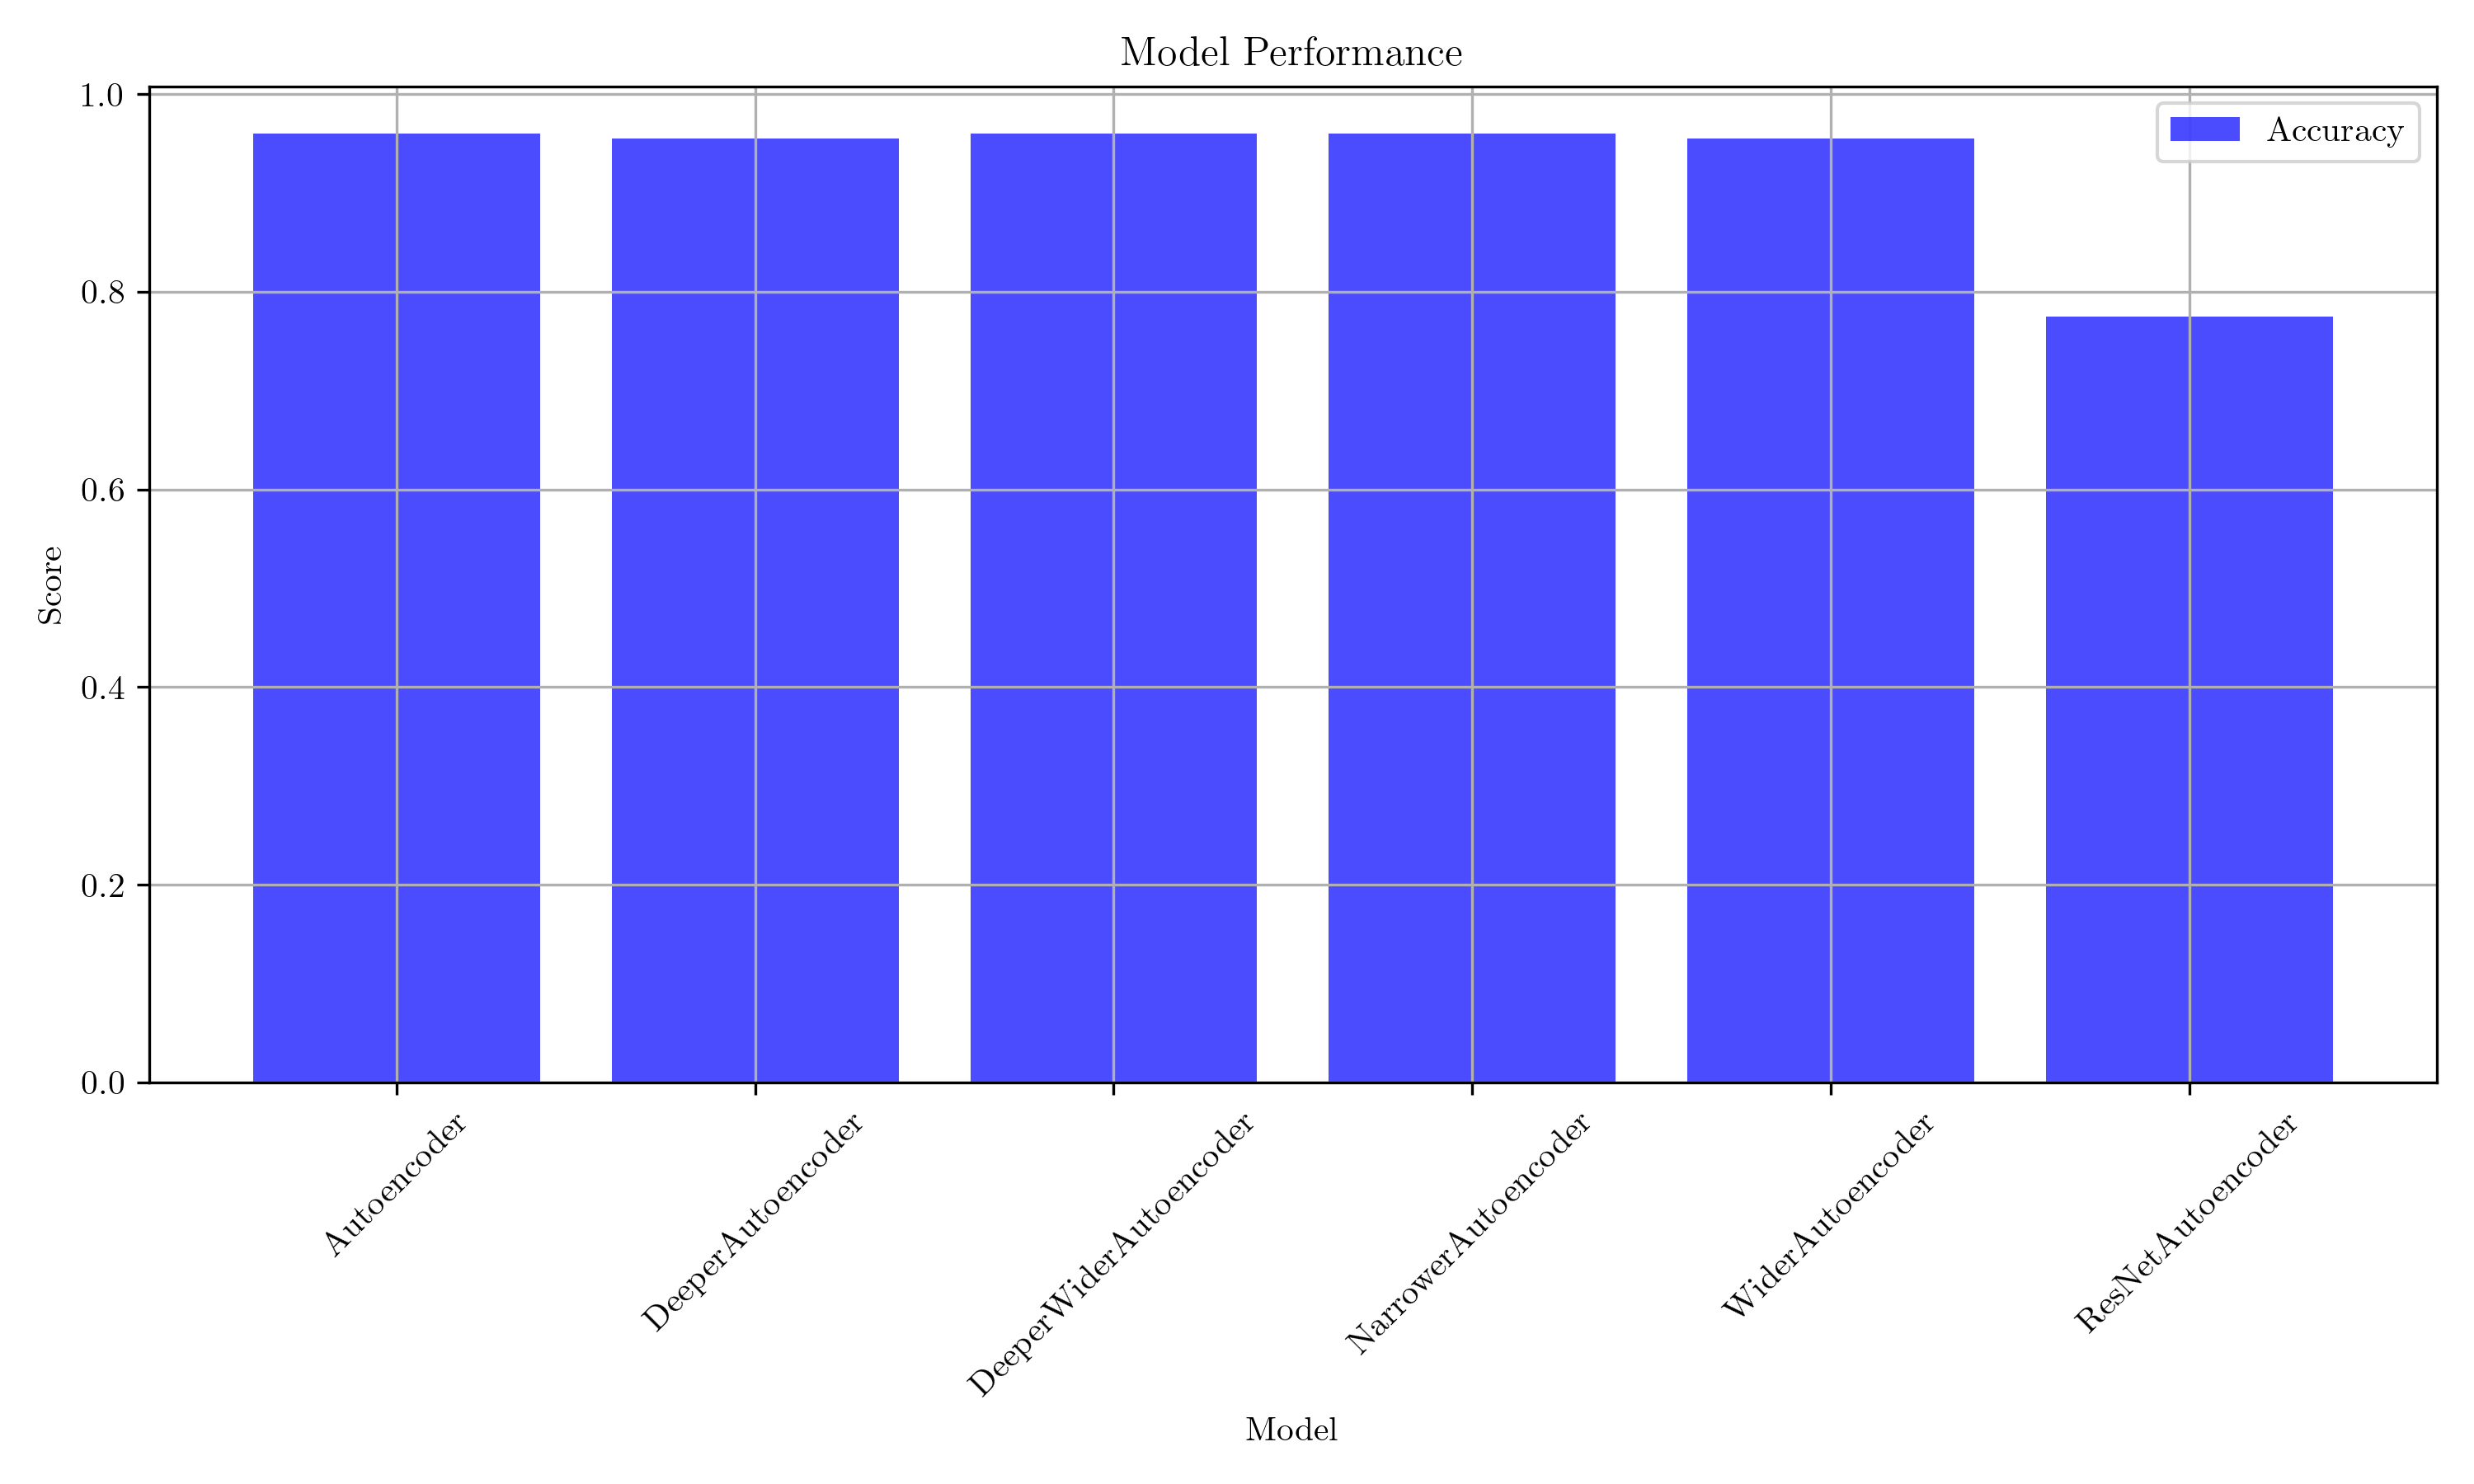 Model Performance
Accuracy
1.0
0.8
0.6
0.4
0.2
0.0
Score
Autoencoder
DeeperAutoencoder
DeeperWiderAutoencoder
NarrowerAutoencoder
WiderAutoencoder
ResNetAutoencoder
Model